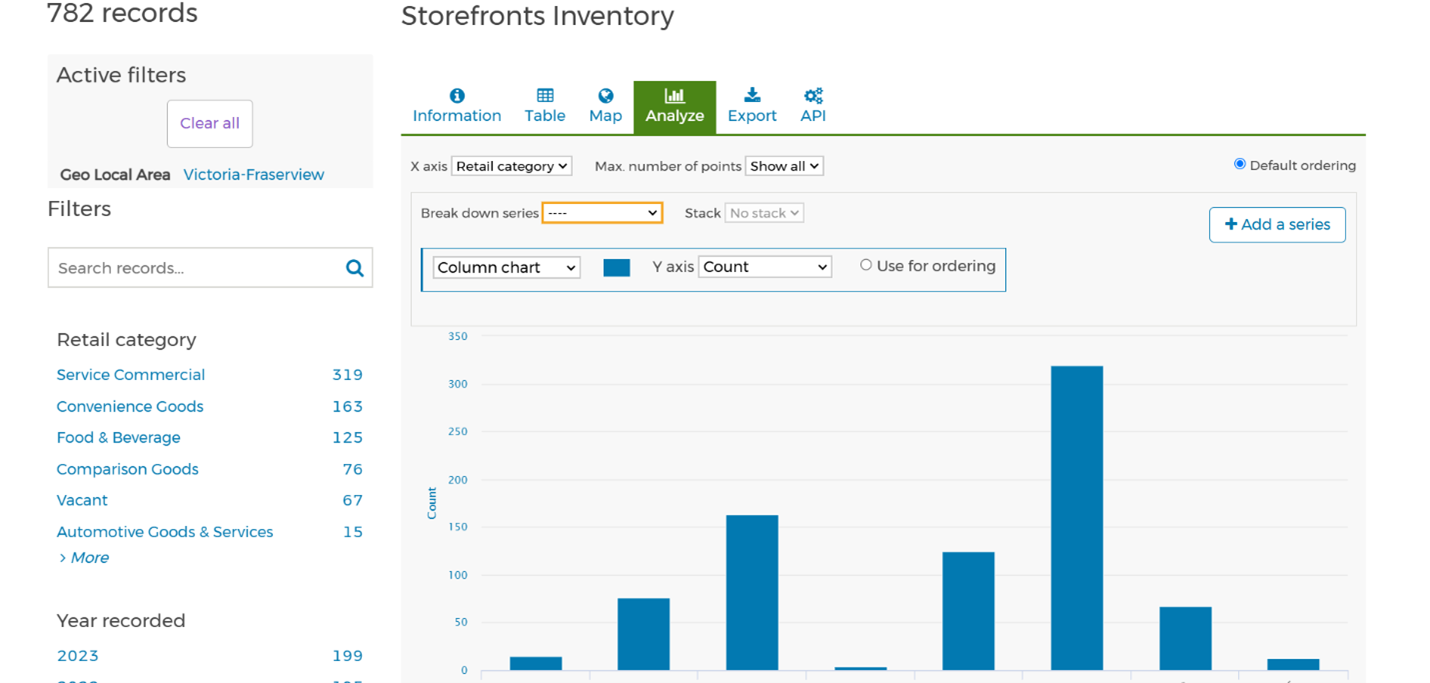 782 records
Active filters
Clear all
Geo Local Area Victoria-Fraserview
Filters
Search records...
Retail category
Service Commercial 319
Convenience Goods 163
Food & Beverage 125
Comparison Goods 76
Vacant 67
Automotive Goods & Services 15
> More
Year recorded
2023 199
Storefronts Inventory
Information Table Map Analyze Export API
X axis Retail category Max. number of points Show all Default ordering
Break down series ---- Stack No stack
+ Add a series
Column chart Y axis Count Use for ordering
350
300
250
200
150
100
50
0
Count